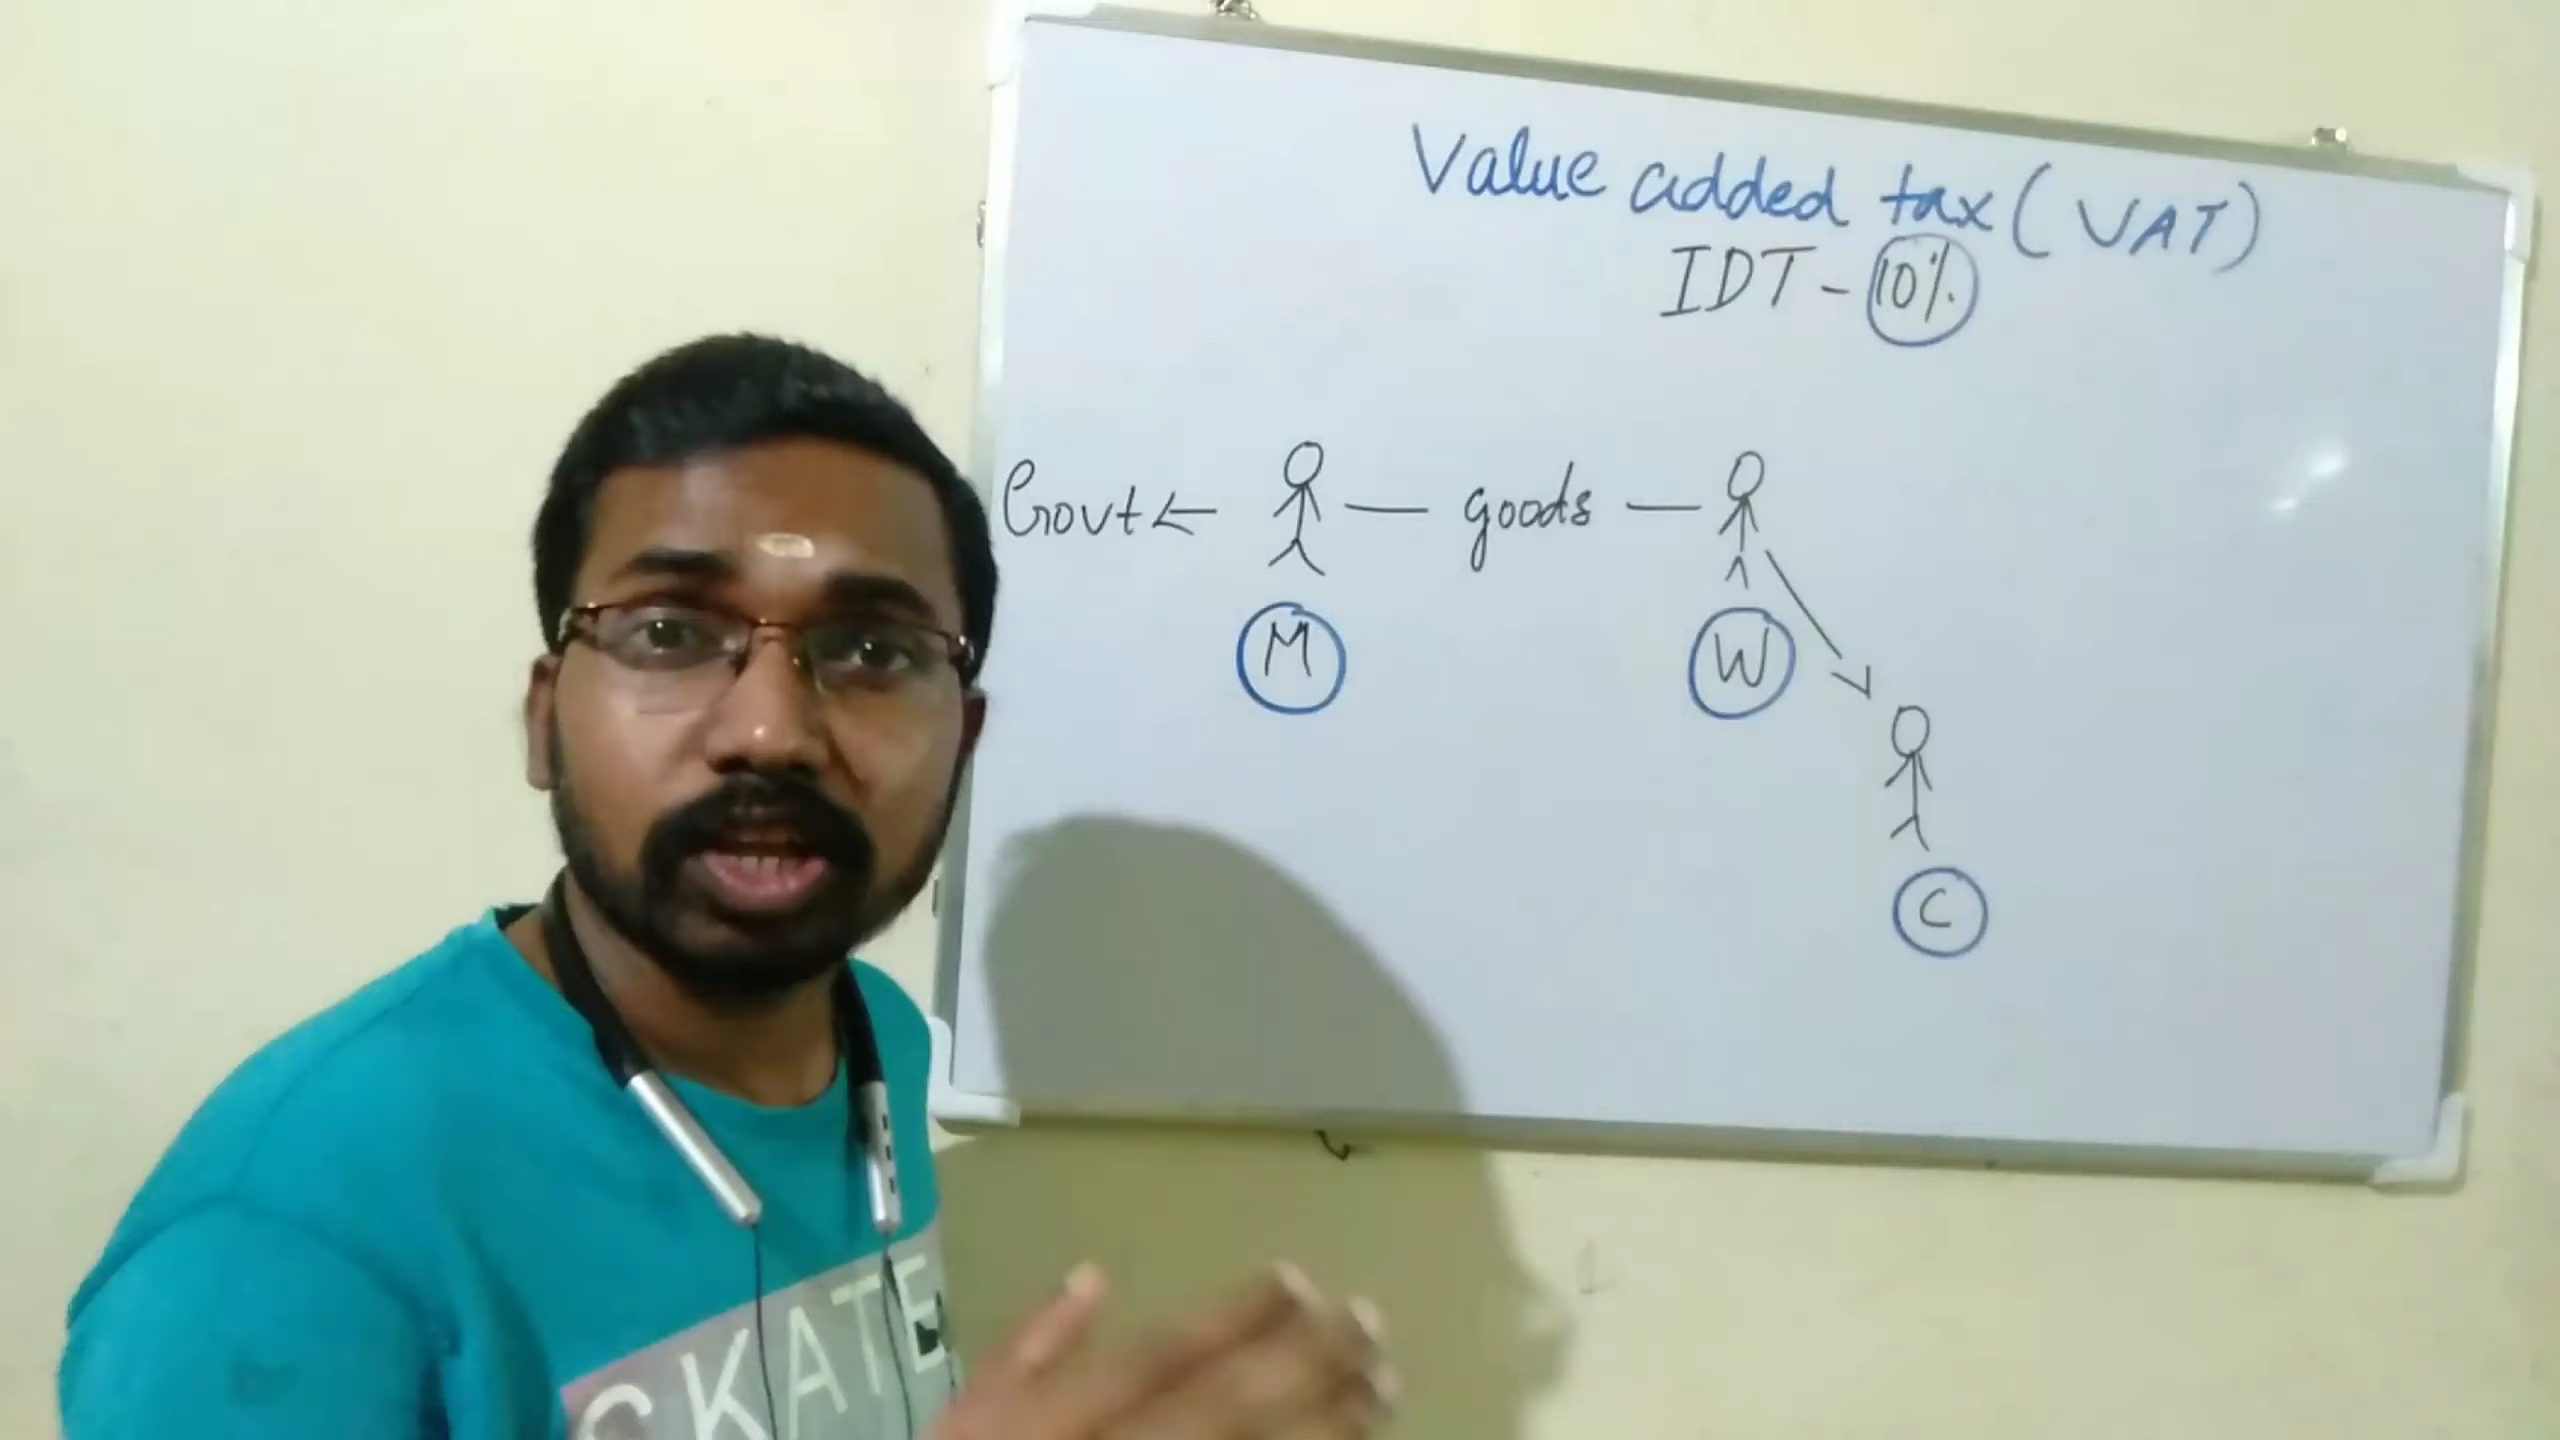 Value added tax (VAT)
IDT - 10%
Govt ← — goods —
M W
C
SKATE